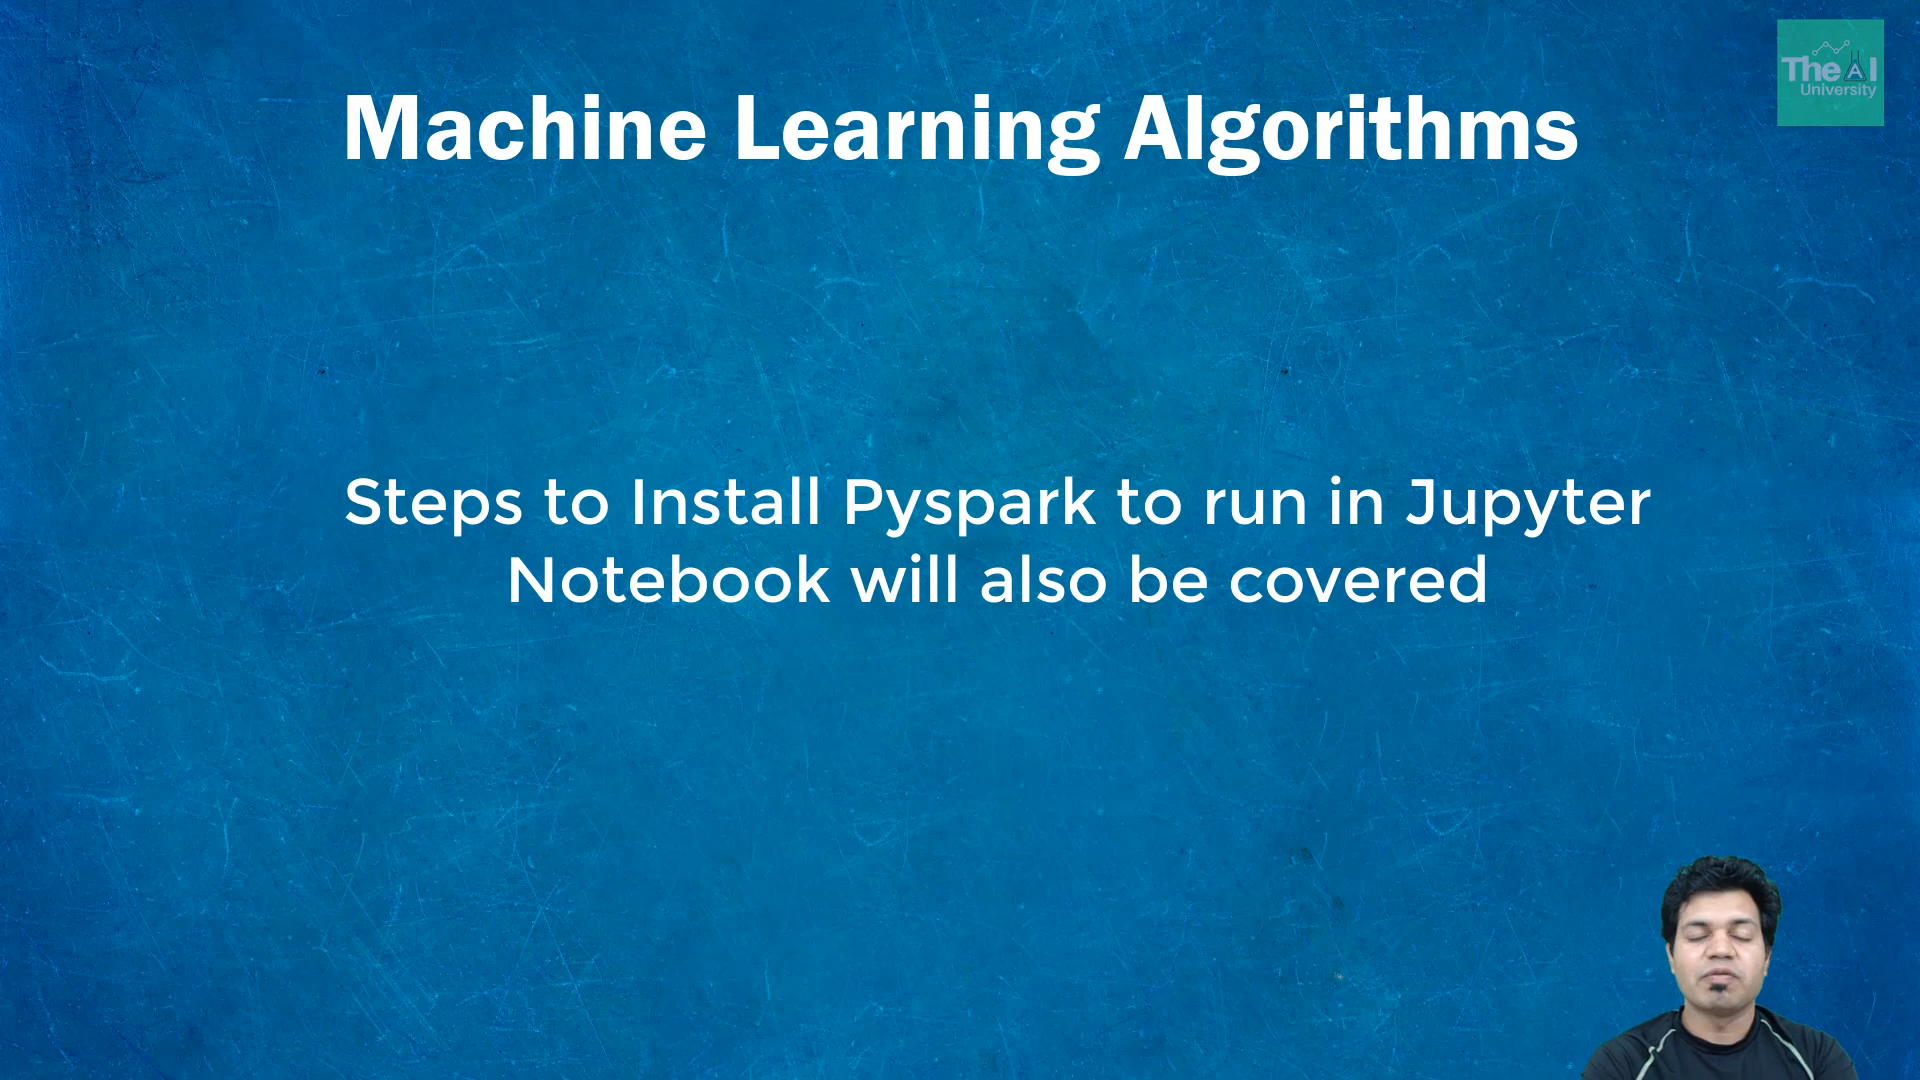 The AI
University
Machine Learning Algorithms
Steps to Install Pyspark to run in Jupyter
Notebook will also be covered